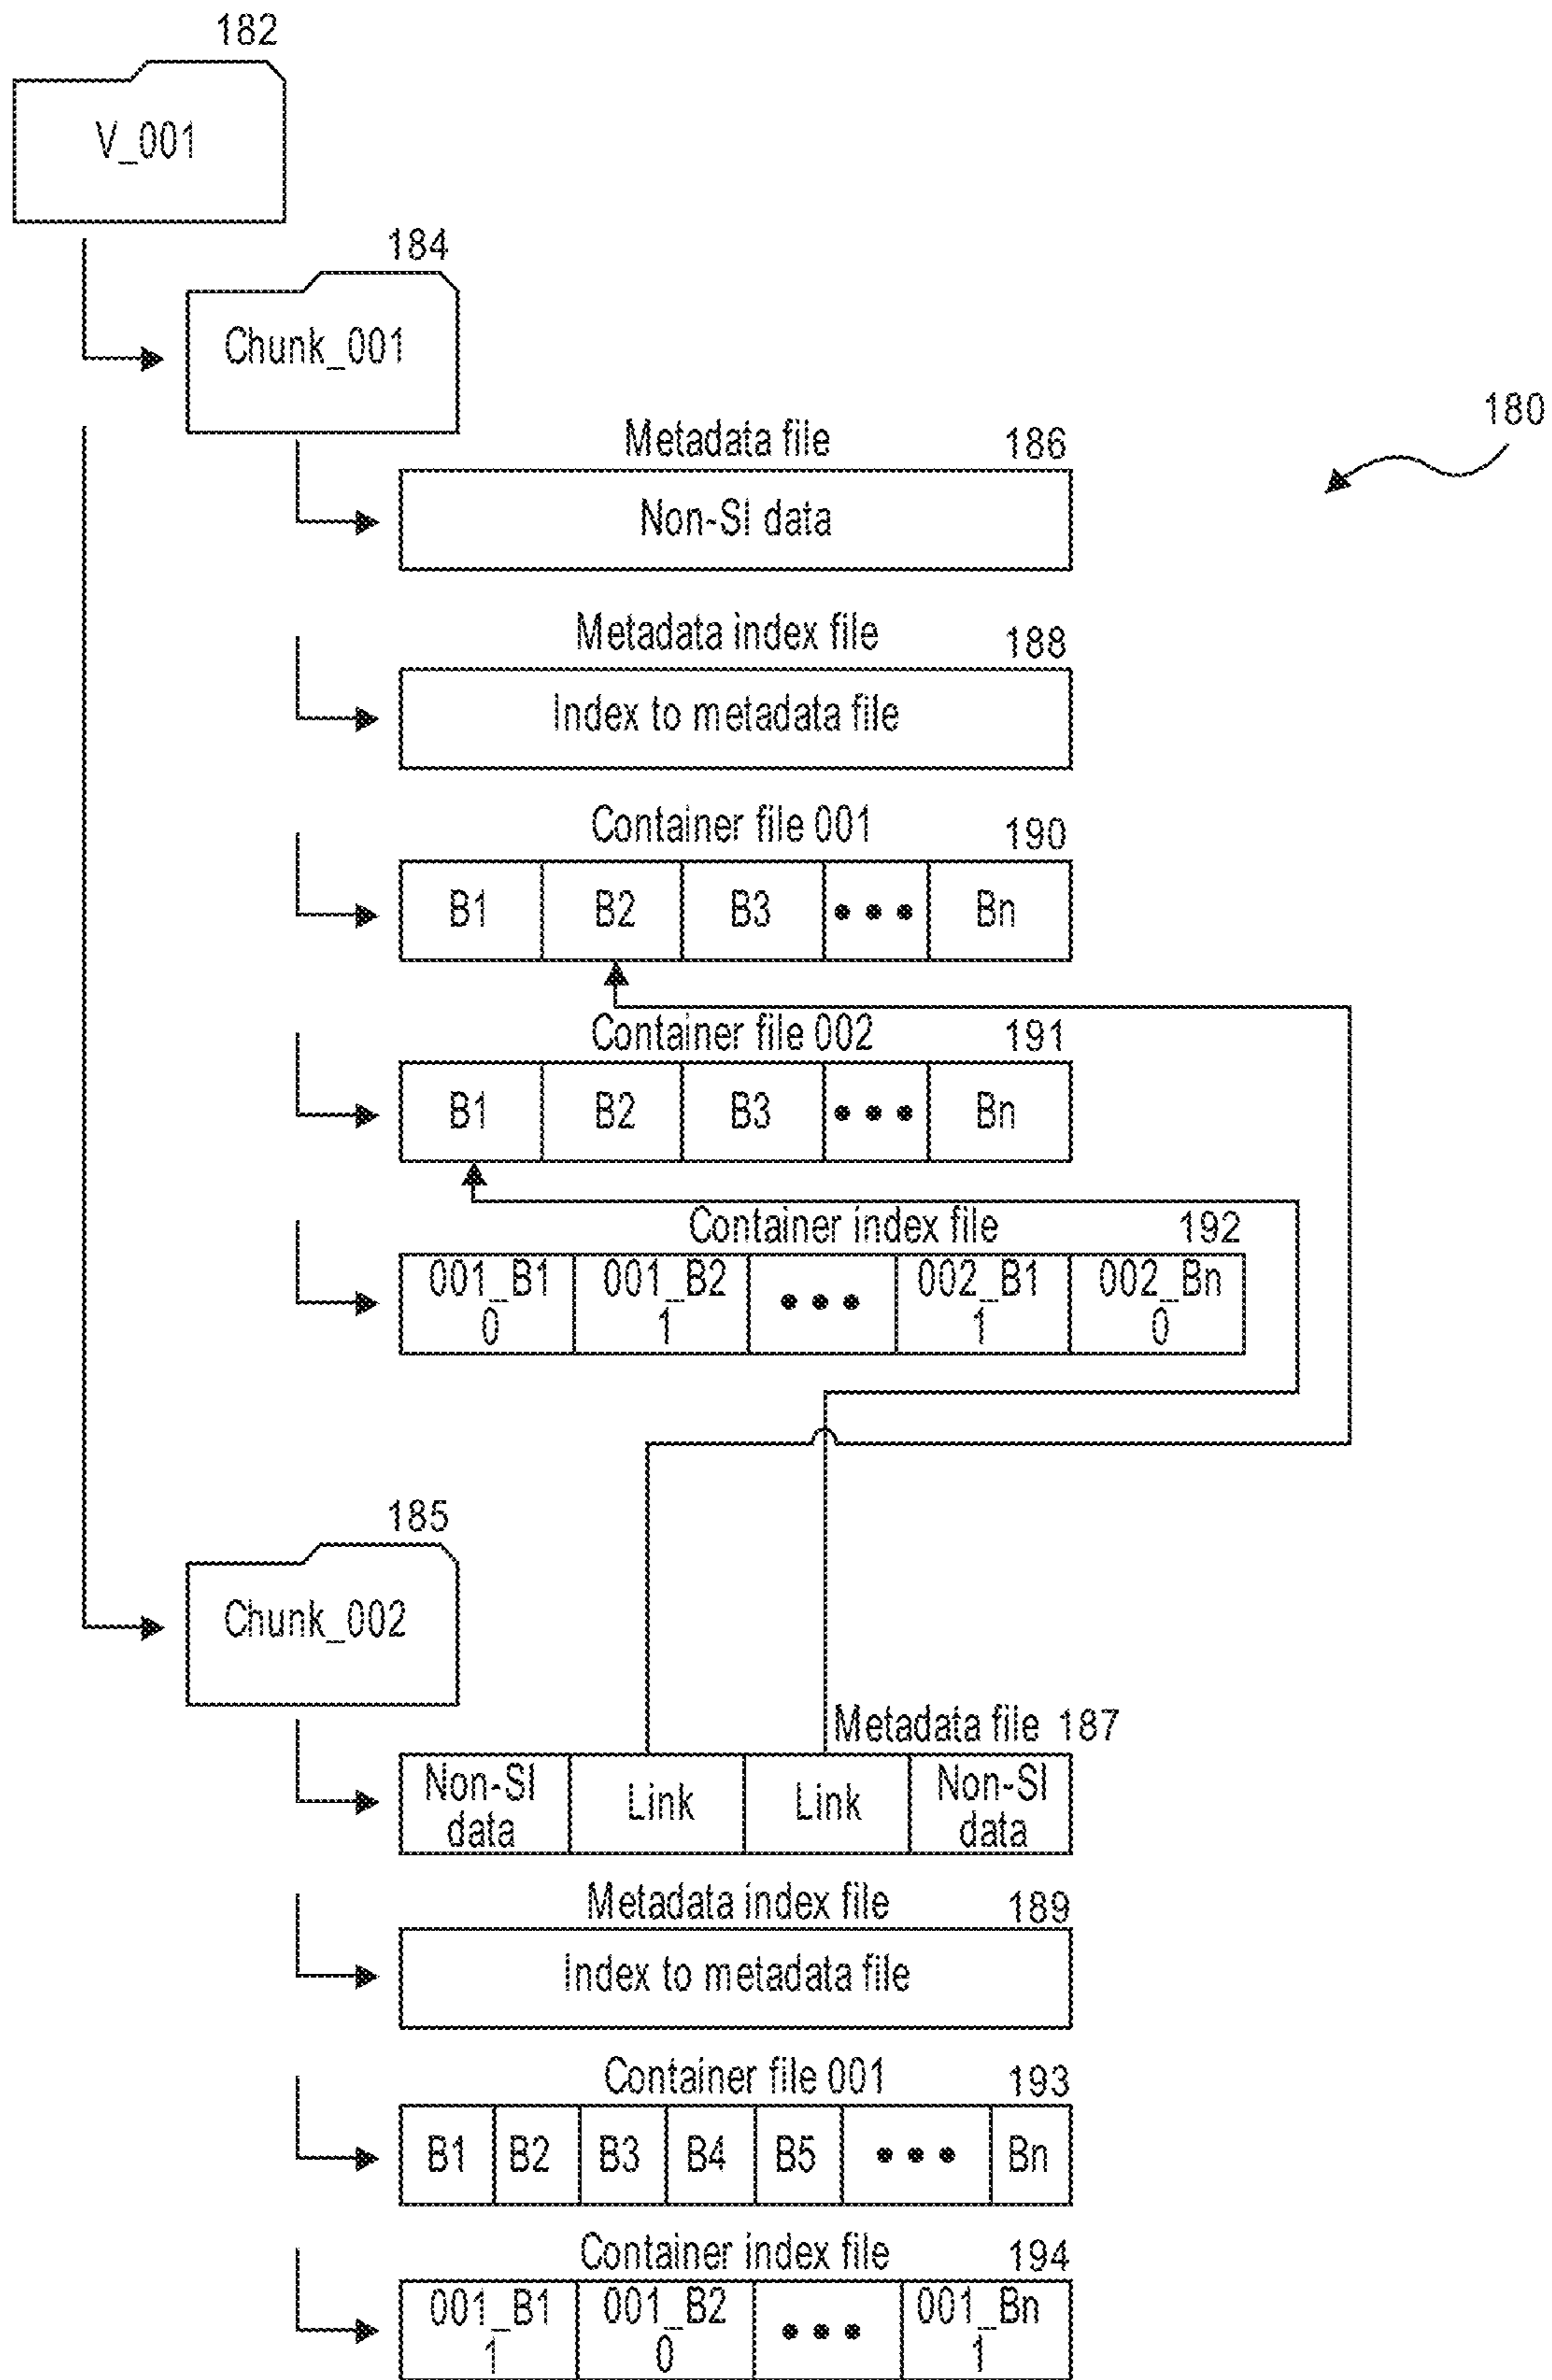 182
V_001
184
Chunk_001
180
Metadata file 186
Non-SI data
Metadata index file 188
Index to metadata file
Container file 001 190
B1 B2 B3 ••• Bn
Container file 002 191
B1 B2 B3 ••• Bn
Container index file 192
001_B1 001_B2 ••• 002_B1 002_Bn
0 1 1 0
185
Chunk_002
Metadata file 187
Non-SI Link Link Non-SI
data data
Metadata index file 189
Index to metadata file
Container file 001 193
B1 B2 B3 B4 B5 ••• Bn
Container index file 194
001_B1 001_B2 ••• 001_Bn
1 0 1